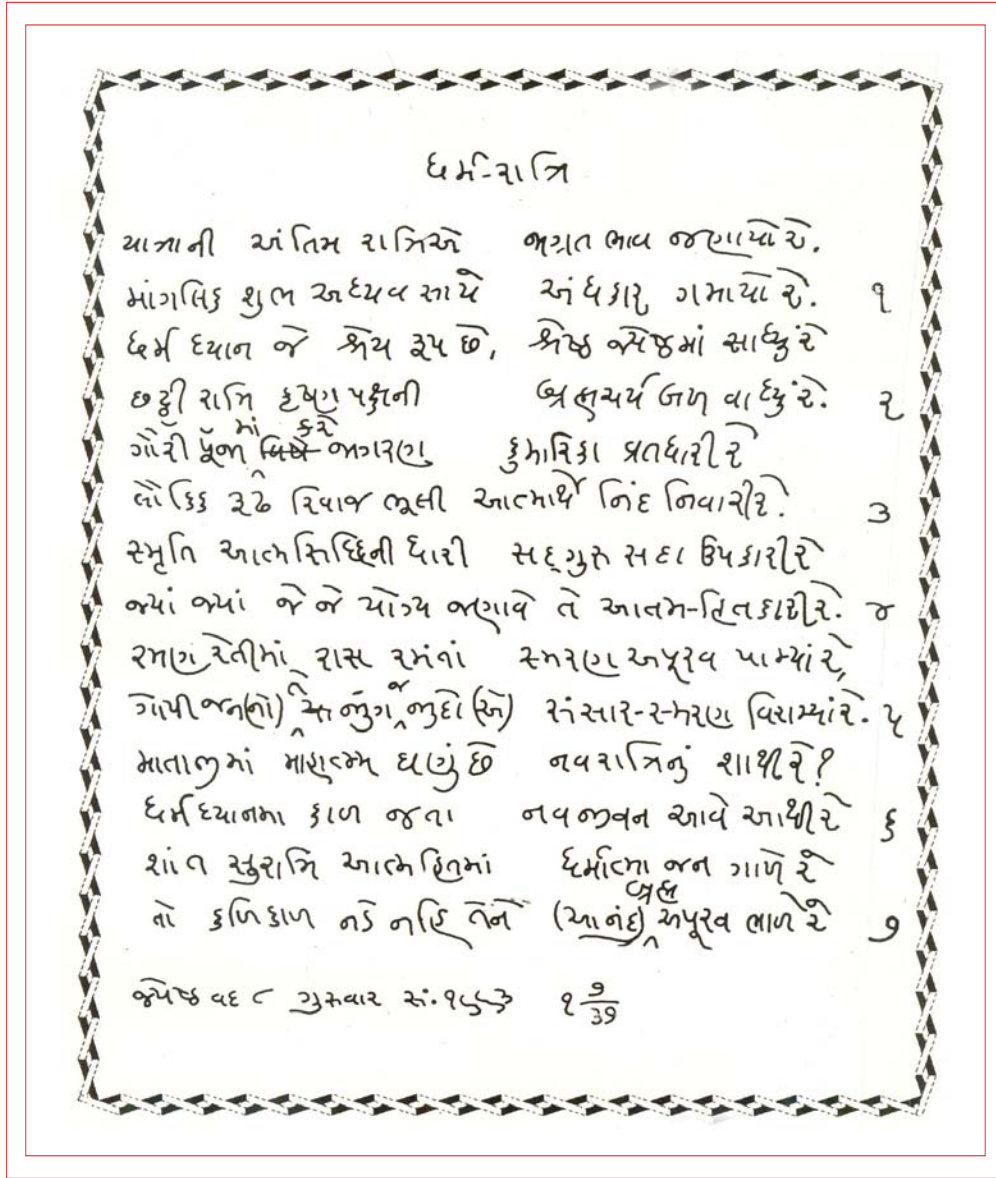 ધર્મ-રાત્રિ
યાત્રાની અંતિમ રાત્રિએ જાગ્રત ભાવ જણાયો રે.
માંગલિક શુભ અધ્યવસાયે અંધકાર ગમાયો રે. ૧
ધર્મ ધ્યાન જે શ્રેય રૂપ છે, શ્રેષ્ઠ જ્યેષ્ઠમાં સાધ્યું રે
છઠ્ઠી રાત્રિ કૃષ્ણ પક્ષની બ્રહ્મચર્ય બળ વાધ્યું રે. ૨
માં કરે
ગૌરી પૂજા વિષે જાગરણ કુમારિકા વ્રતધારી રે
લૌકિક રૂઢ રિવાજ ભૂલી આત્માર્થે નિંદ નિવારી રે. ૩
સ્મૃતિ આત્મસિદ્ધિની ધારી સદ્ગુરુ સદા ઉપકારી રે
જ્યાં જ્યાં જે જે યોગ્ય જણાવે તે આતમ-હિતકારી રે. ૪
રમણ રેતીમાં રાસ રમંતાં સ્મરણ અપૂરવ પામ્યાં રે,
ગોપીજન(નો) તે જુગ જ જુદો (એ) સંસાર-સ્મરણ વિરામ્યાં રે. ૫
માતાજીમાં માહાત્મ્ય ઘણું છે નવરાત્રિનું શાથી રે?
ધર્મધ્યાનમા કાળ જતા નવજીવન આવે આથી રે ૬
શાંત સુરાત્રિ આત્મહિતમાં ધર્માત્મા જન ગાળે રે
બ્રહ્મ
તો કળિકાળ નડે નહિ તેને (આનંદ) અપૂરવ ભાળે રે ૭
જ્યેષ્ઠ વદ ૮ ગુરુવાર સં. ૧૯૯૩ ૧ ૭/૩૭